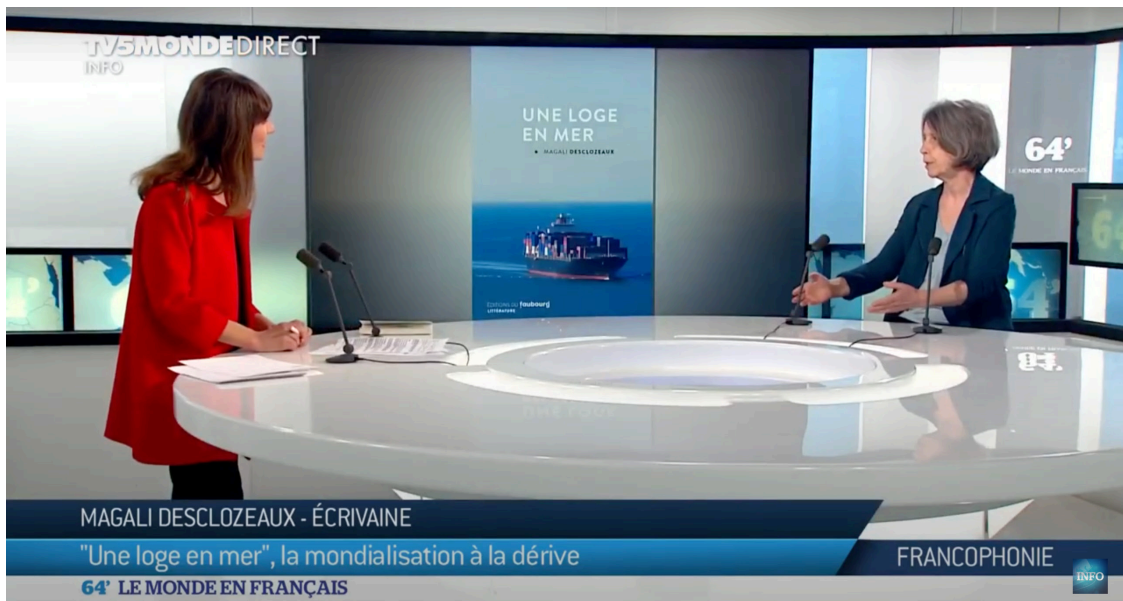 TV5MONDEDIRECT
INFO
UNE LOGE
EN MER
MAGALI DESCLOZEAUX
ÉDITIONS DU faubourg
LITTÉRATURE
64'
LE MONDE EN FRANÇAIS
64
MAGALI DESCLOZEAUX - ÉCRIVAINE
"Une loge en mer", la mondialisation à la dérive
FRANCOPHONIE
64' LE MONDE EN FRANÇAIS
INFO